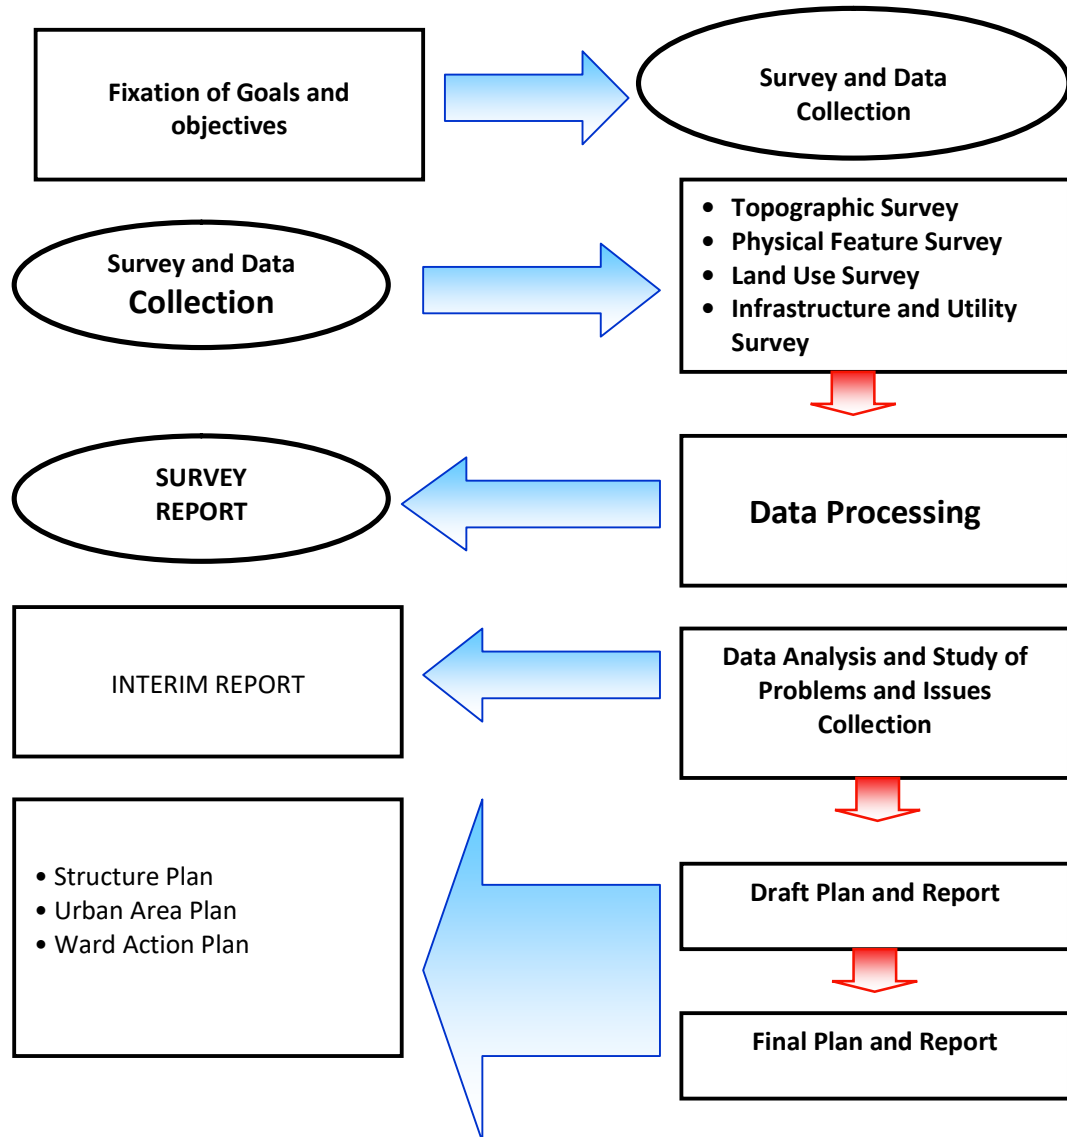 Fixation of Goals and
objectives
Survey and Data
Collection
Survey and Data
Collection
• Topographic Survey
• Physical Feature Survey
• Land Use Survey
• Infrastructure and Utility
Survey
SURVEY
REPORT
Data Processing
INTERIM REPORT
Data Analysis and Study of
Problems and Issues
Collection
• Structure Plan
• Urban Area Plan
• Ward Action Plan
Draft Plan and Report
Final Plan and Report